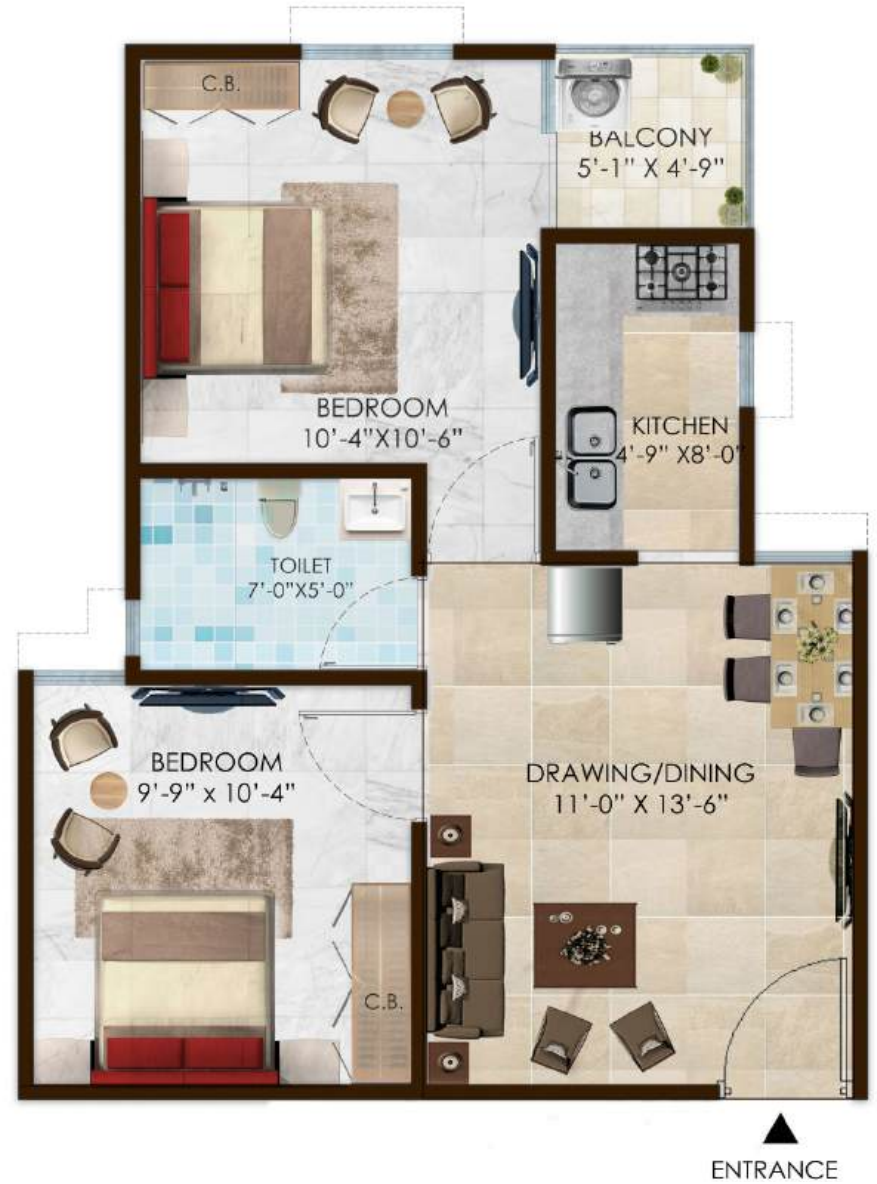 C.B.
BALCONY
5'-1" X 4'-9"
BEDROOM
10'-4"X10'-6"
KITCHEN
4'-9" X8'-0"
TOILET
7'-0"X5'-0"
BEDROOM
9'-9" x 10'-4"
DRAWING/DINING
11'-0" X 13'-6"
C.B.
ENTRANCE